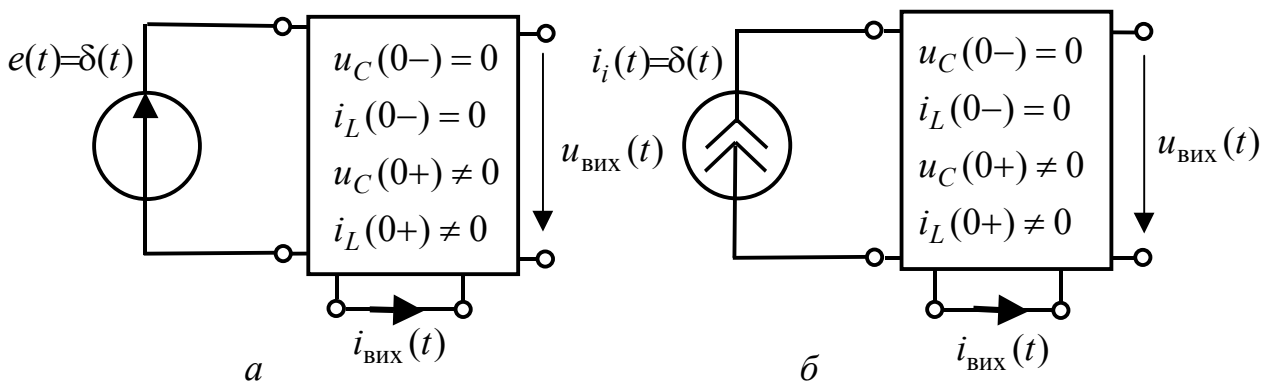 e(t)=δ(t)
u_C(0−) = 0
i_L(0−) = 0
u_C(0+) ≠ 0
i_L(0+) ≠ 0
u_вих(t)
i_вих(t)
а
i_i(t)=δ(t)
u_C(0−) = 0
i_L(0−) = 0
u_C(0+) ≠ 0
i_L(0+) ≠ 0
u_вих(t)
i_вих(t)
б